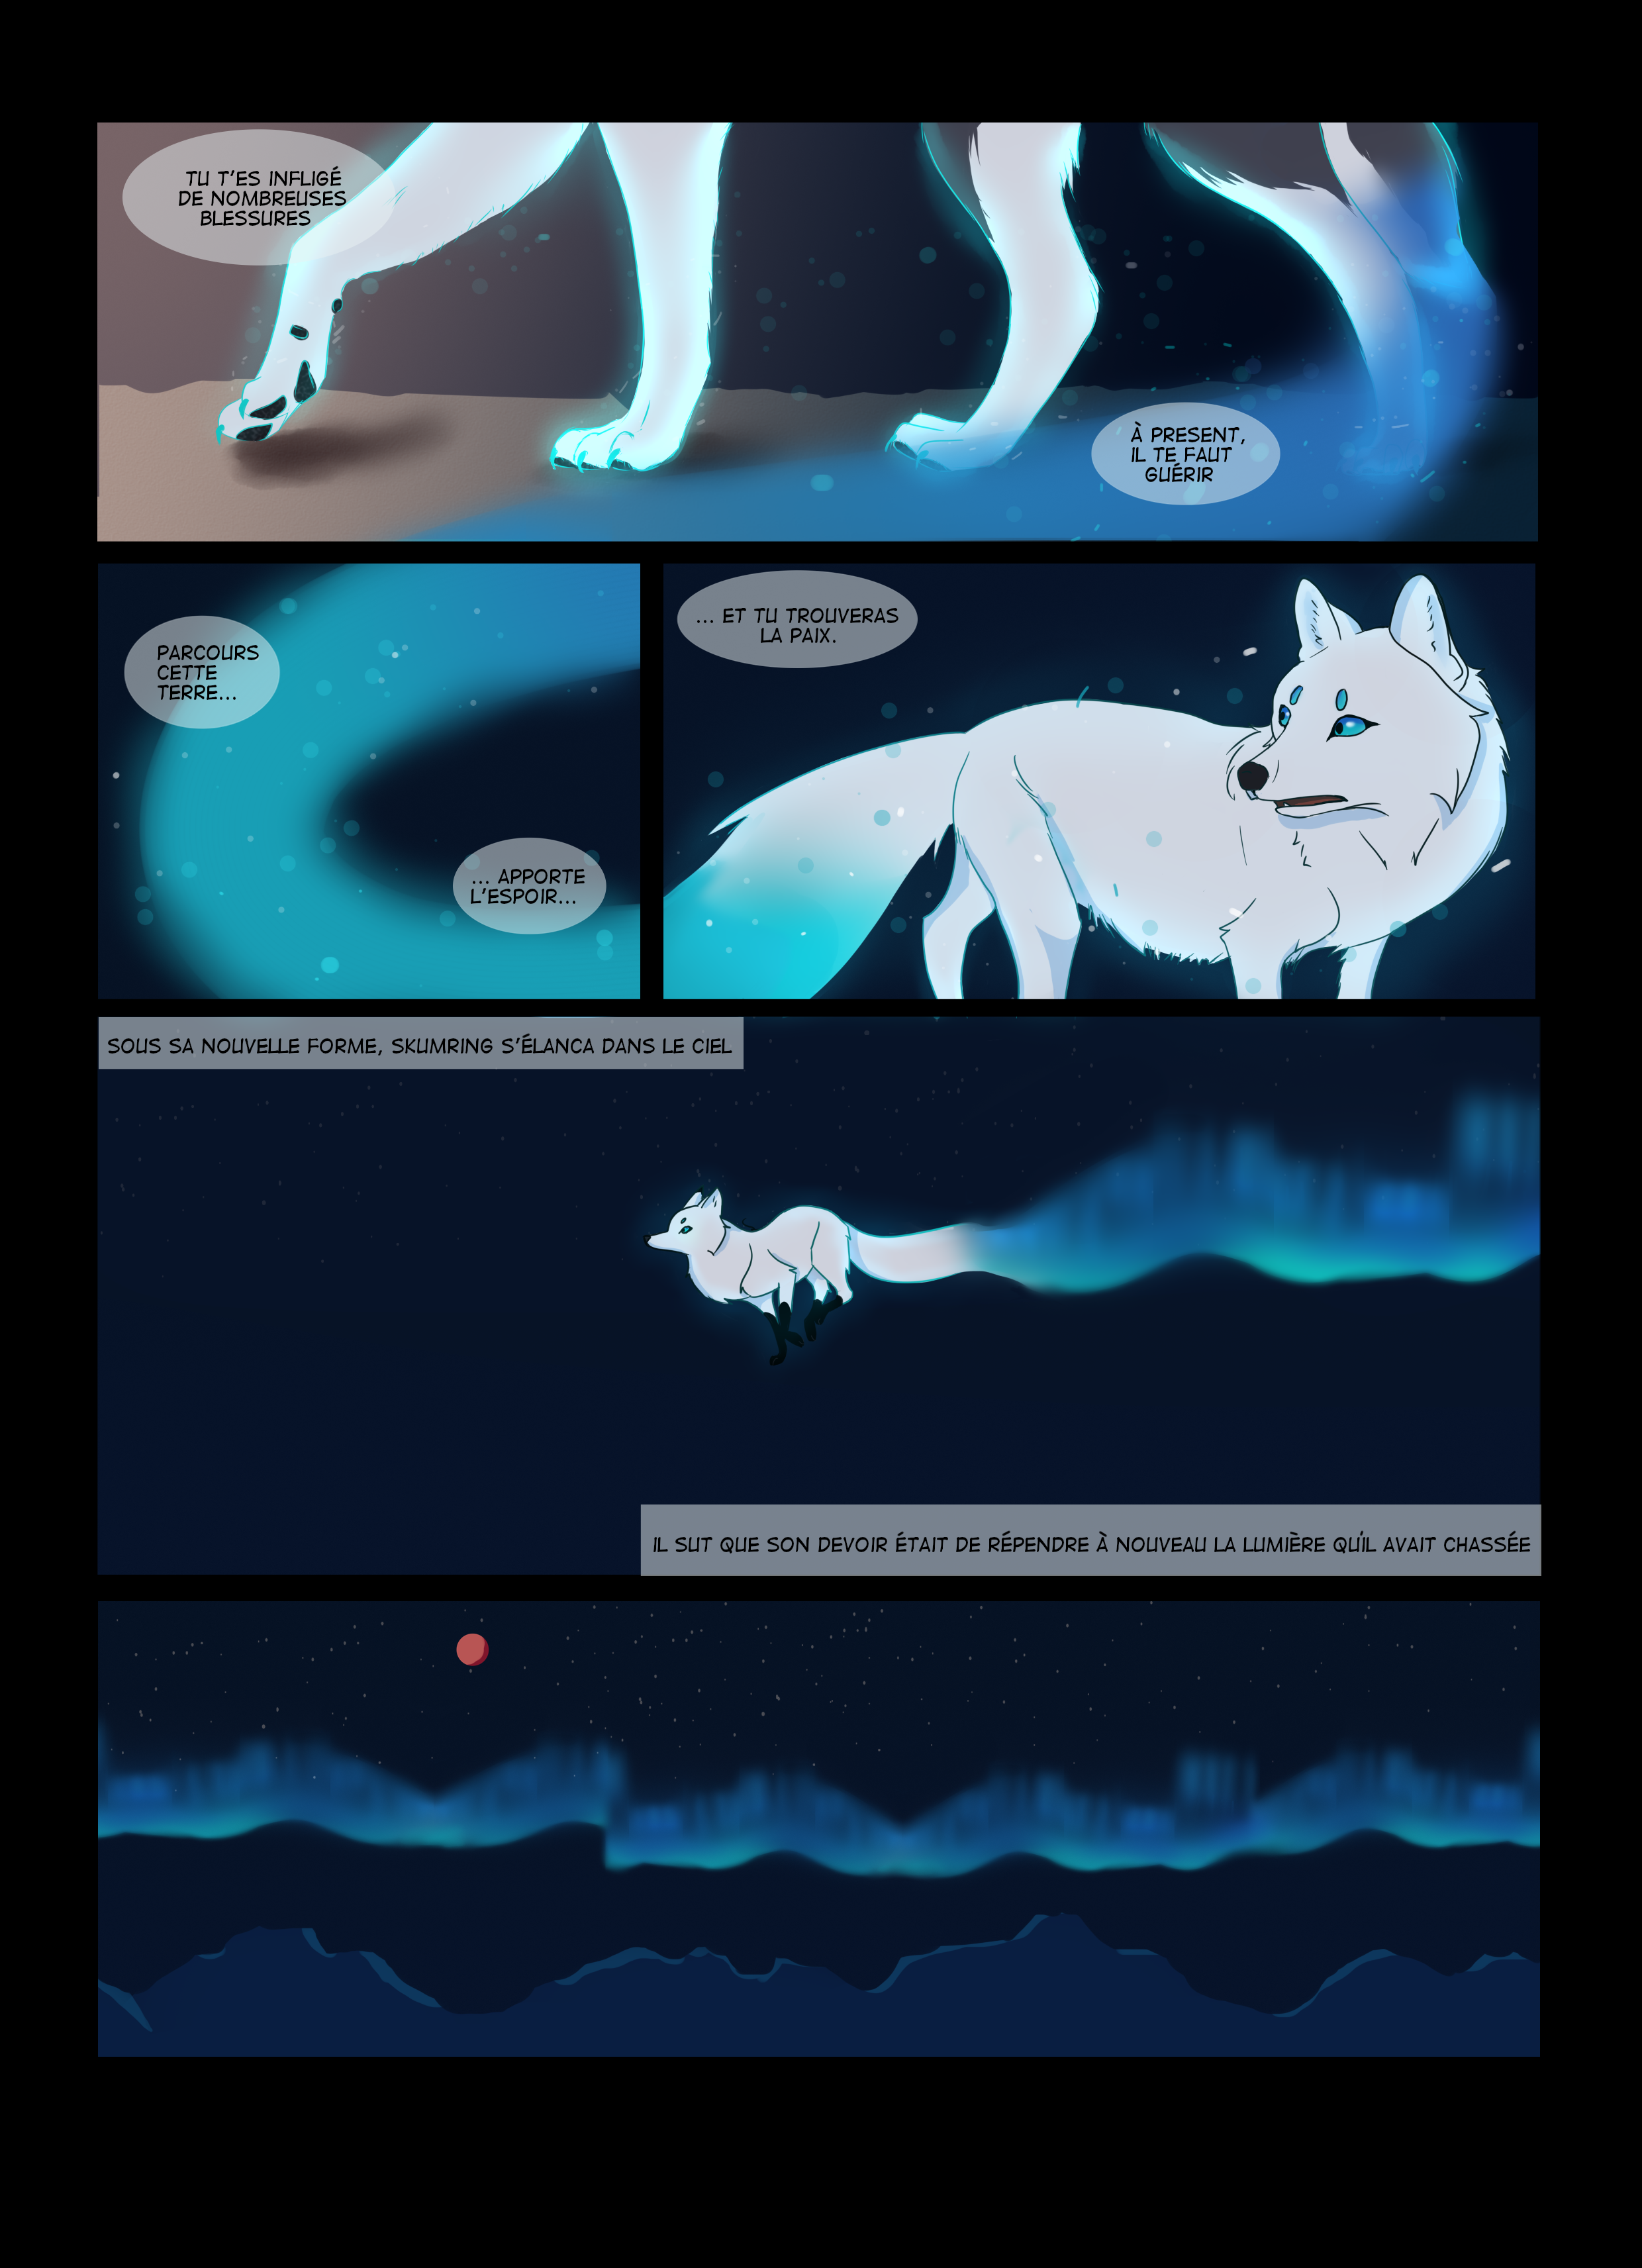 TU T'ES INFLIGÉ
DE NOMBREUSES
BLESSURES
À PRESENT,
IL TE FAUT
GUÉRIR
PARCOURS
CETTE
TERRE...
... APPORTE
L'ESPOIR...
... ET TU TROUVERAS
LA PAIX.
SOUS SA NOUVELLE FORME, SKUMRING S'ÉLANCA DANS LE CIEL
IL SUT QUE SON DEVOIR ÉTAIT DE RÉPENDRE À NOUVEAU LA LUMIÈRE QU'IL AVAIT CHASSÉE